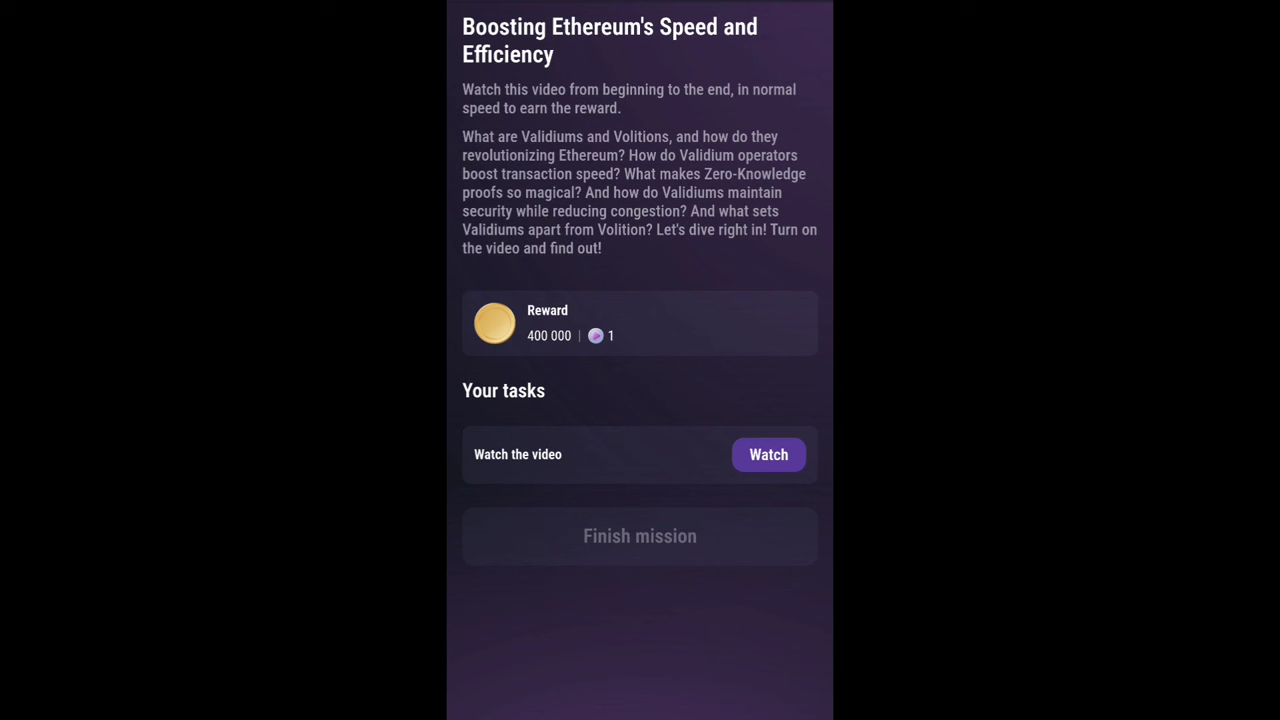 Boosting Ethereum's Speed and
Efficiency
Watch this video from beginning to the end, in normal
speed to earn the reward.
What are Validiums and Volitions, and how do they
revolutionizing Ethereum? How do Validium operators
boost transaction speed? What makes Zero-Knowledge
proofs so magical? And how do Validiums maintain
security while reducing congestion? And what sets
Validiums apart from Volition? Let's dive right in! Turn on
the video and find out!
Reward
400 000 | 1
Your tasks
Watch the video
Watch
Finish mission